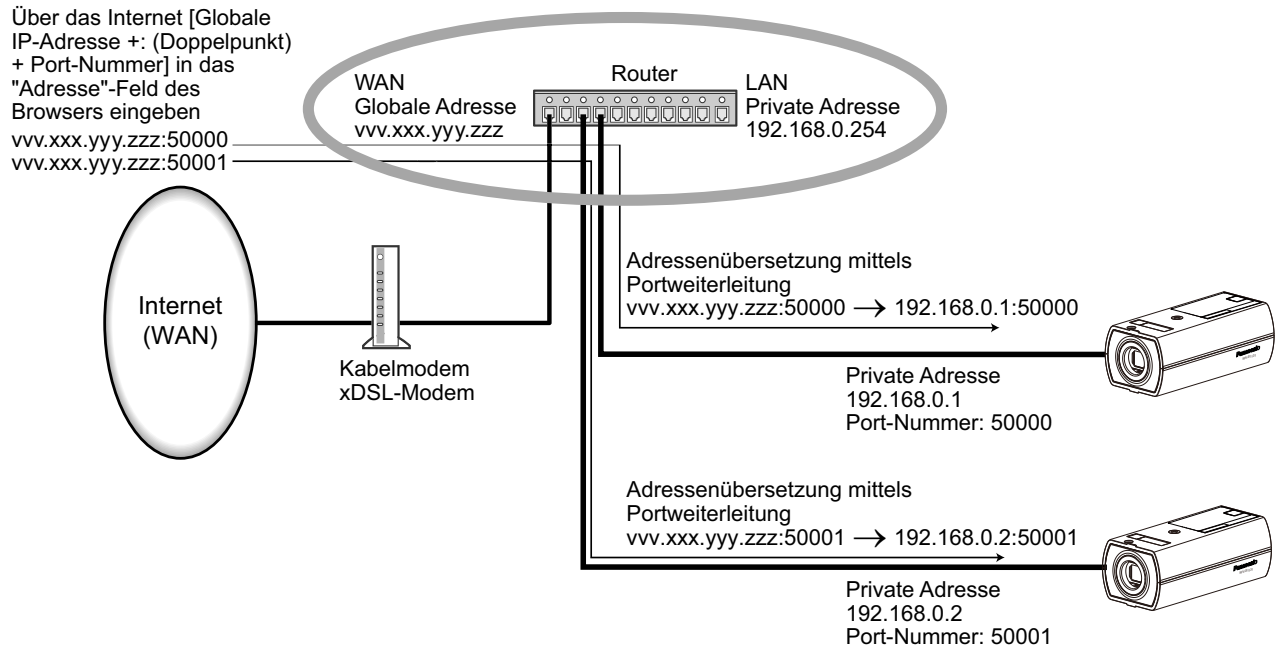 Über das Internet [Globale
IP-Adresse +: (Doppelpunkt)
+ Port-Nummer] in das
"Adresse"-Feld des
Browsers eingeben
vvv.xxx.yyy.zzz:50000
vvv.xxx.yyy.zzz:50001
WAN
Globale Adresse
vvv.xxx.yyy.zzz
Router
LAN
Private Adresse
192.168.0.254
Internet
(WAN)
Kabelmodem
xDSL-Modem
Adressenübersetzung mittels
Portweiterleitung
vvv.xxx.yyy.zzz:50000 → 192.168.0.1:50000
Panasonic
Private Adresse
192.168.0.1
Port-Nummer: 50000
Adressenübersetzung mittels
Portweiterleitung
vvv.xxx.yyy.zzz:50001 → 192.168.0.2:50001
Panasonic
Private Adresse
192.168.0.2
Port-Nummer: 50001